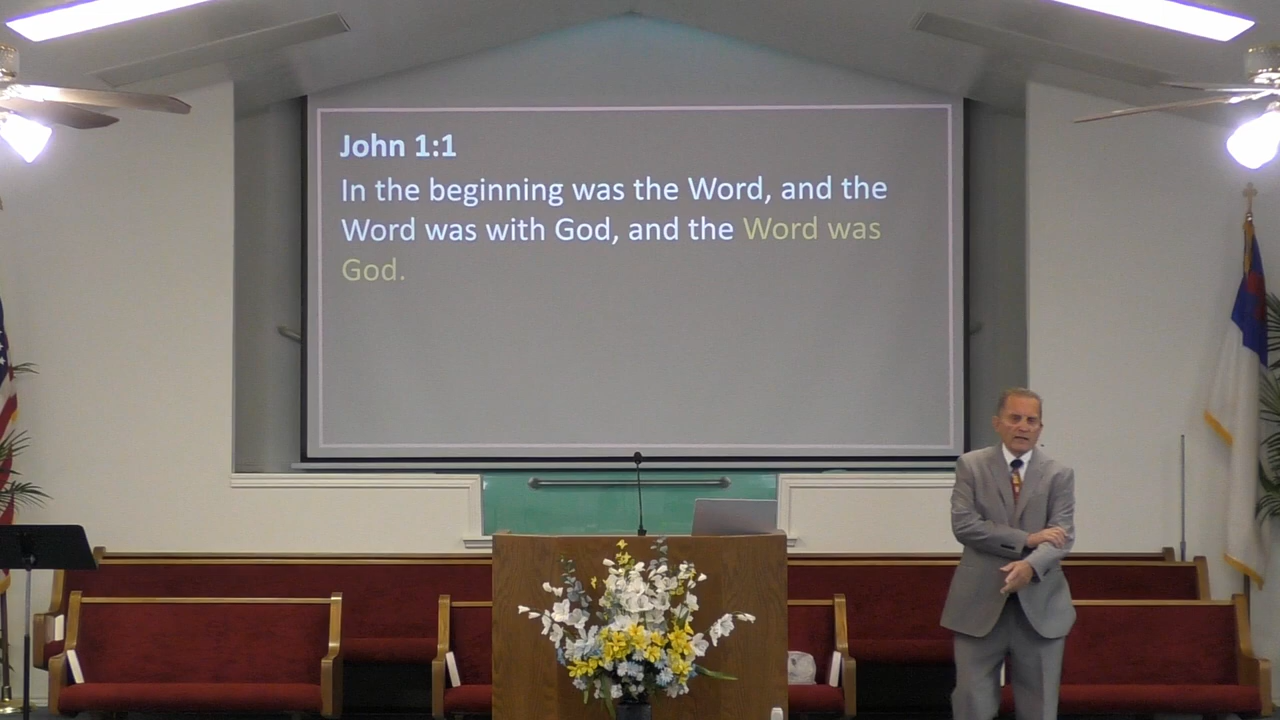 John 1:1
In the beginning was the Word, and the
Word was with God, and the Word was
God.